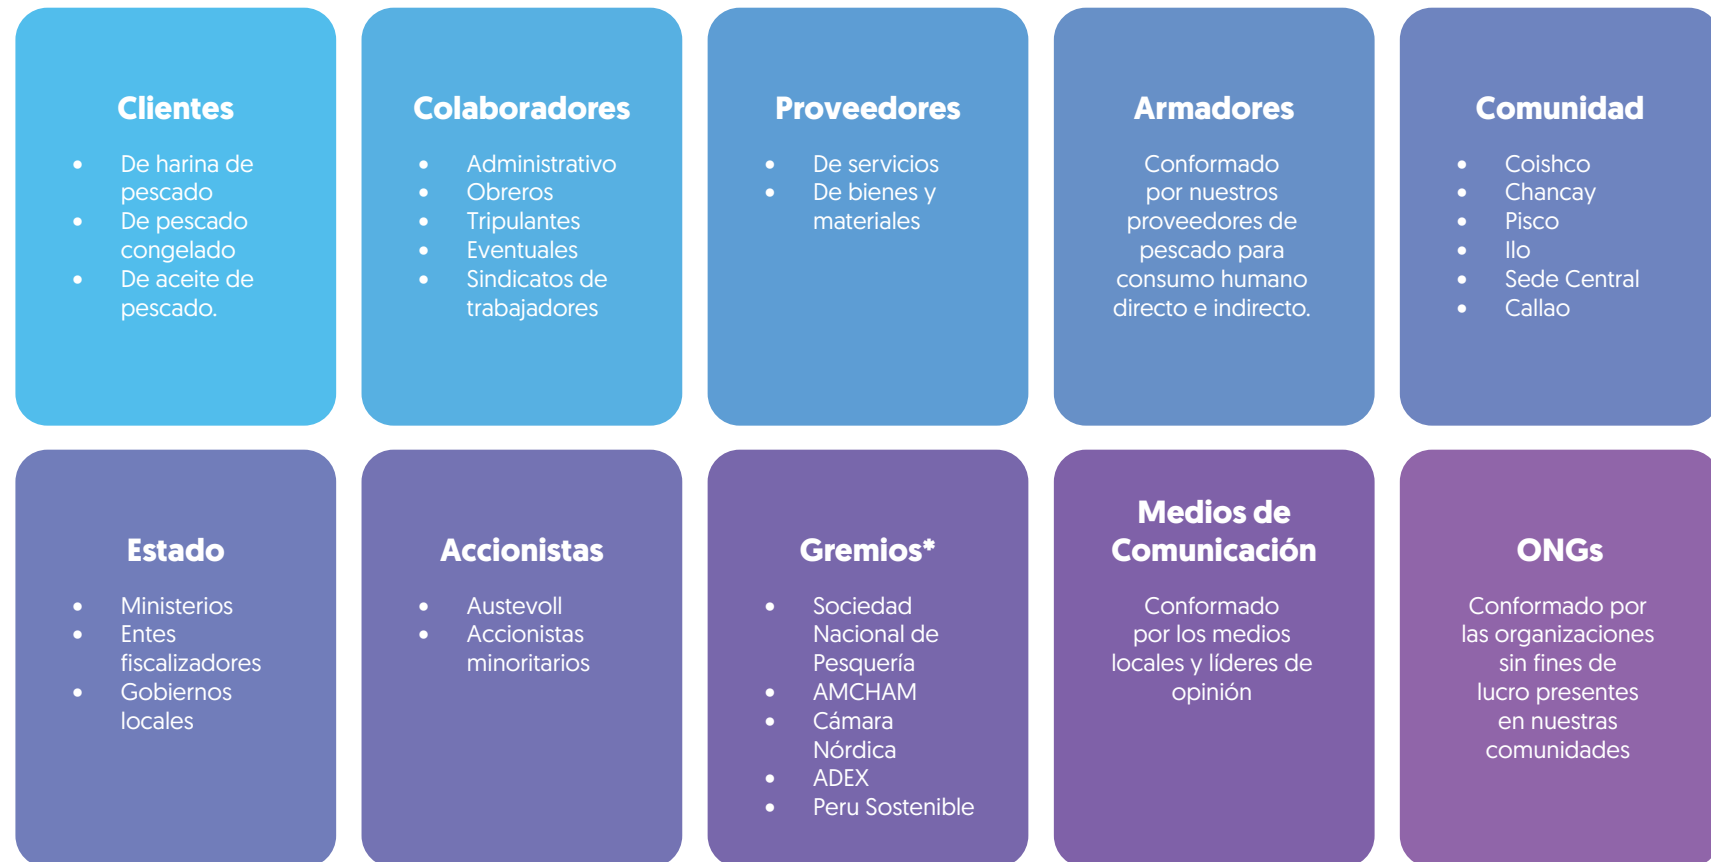 Clientes
• De harina de
pescado
• De pescado
congelado
• De aceite de
pescado.
Colaboradores
• Administrativo
• Obreros
• Tripulantes
• Eventuales
• Sindicatos de
trabajadores
Proveedores
• De servicios
• De bienes y
materiales
Armadores
Conformado
por nuestros
proveedores de
pescado para
consumo humano
directo e indirecto.
Comunidad
• Coishco
• Chancay
• Pisco
• Ilo
• Sede Central
• Callao
Estado
• Ministerios
• Entes
fiscalizadores
• Gobiernos
locales
Accionistas
• Austevoll
• Accionistas
minoritarios
Gremios*
• Sociedad
Nacional de
Pesquería
• AMCHAM
• Cámara
Nórdica
• ADEX
• Peru Sostenible
Medios de
Comunicación
Conformado
por los medios
locales y líderes de
opinión
ONGs
Conformado por
las organizaciones
sin fines de
lucro presentes
en nuestras
comunidades